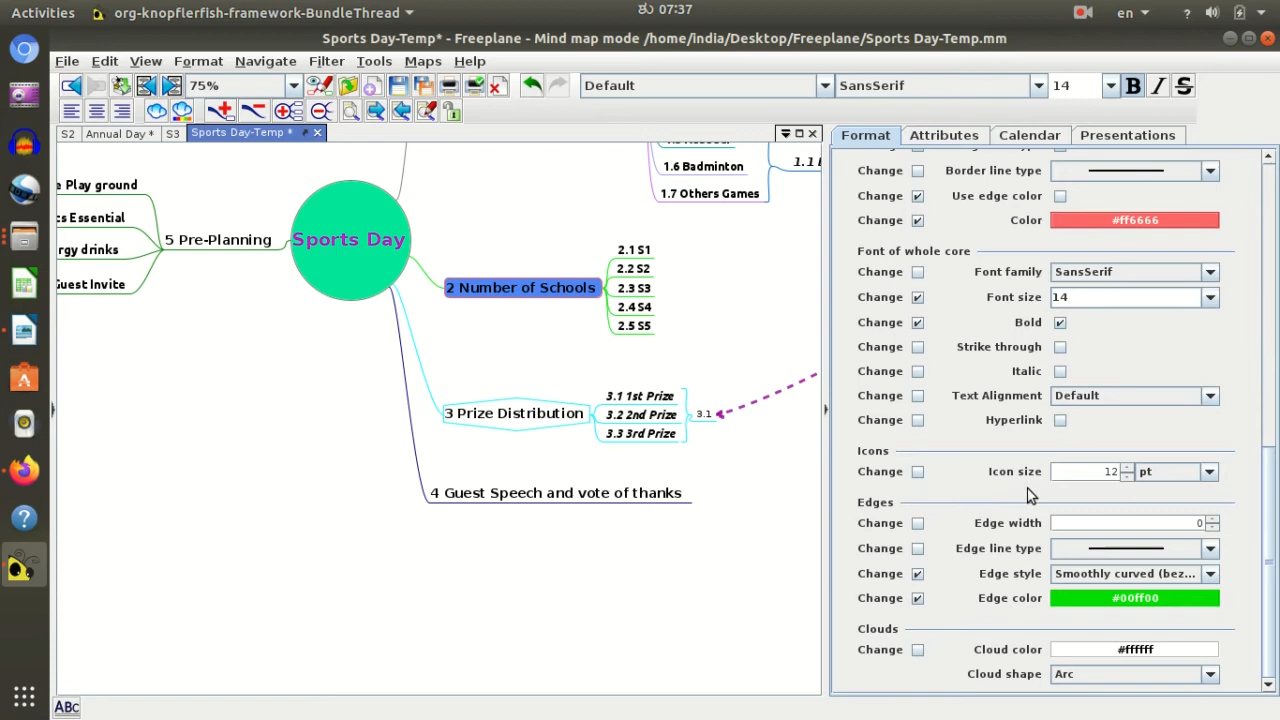 Activities
org-knopflerfish-framework-BundleThread
07:37
en
Sports Day-Temp* - Freeplane - Mind map mode /home/india/Desktop/Freeplane/Sports Day-Temp.mm
File Edit View Format Navigate Filter Tools Maps Help
75%
Default
SansSerif
14
B I S
S2
Annual Day *
S3
Sports Day-Temp *
Format
Attributes
Calendar
Presentations
1.6 Badminton
1.7 Others Games
e Play ground
ts Essential
rgy drinks
Guest Invite
5 Pre-Planning
Sports Day
2 Number of Schools
2.1 S1
2.2 S2
2.3 S3
2.4 S4
2.5 S5
3 Prize Distribution
3.1 1st Prize
3.2 2nd Prize
3.3 3rd Prize
3.1
4 Guest Speech and vote of thanks
Change Border line type
Change Use edge color
Change Color #ff6666
Font of whole core
Change Font family SansSerif
Change Font size 14
Change Bold
Change Strike through
Change Italic
Change Text Alignment Default
Change Hyperlink
Icons
Change Icon size 12 pt
Edges
Change Edge width 0
Change Edge line type
Change Edge style Smoothly curved (bez...
Change Edge color #00ff00
Clouds
Change Cloud color #ffffff
Cloud shape Arc
ABC